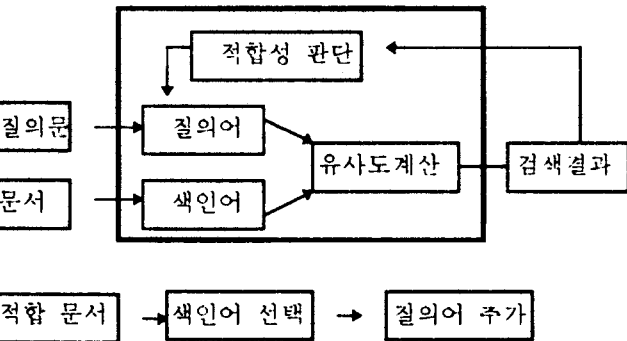 적합성 판단
질의문
질의어
유사도계산
검색결과
문서
색인어
적합 문서
색인어 선택
질의어 추가